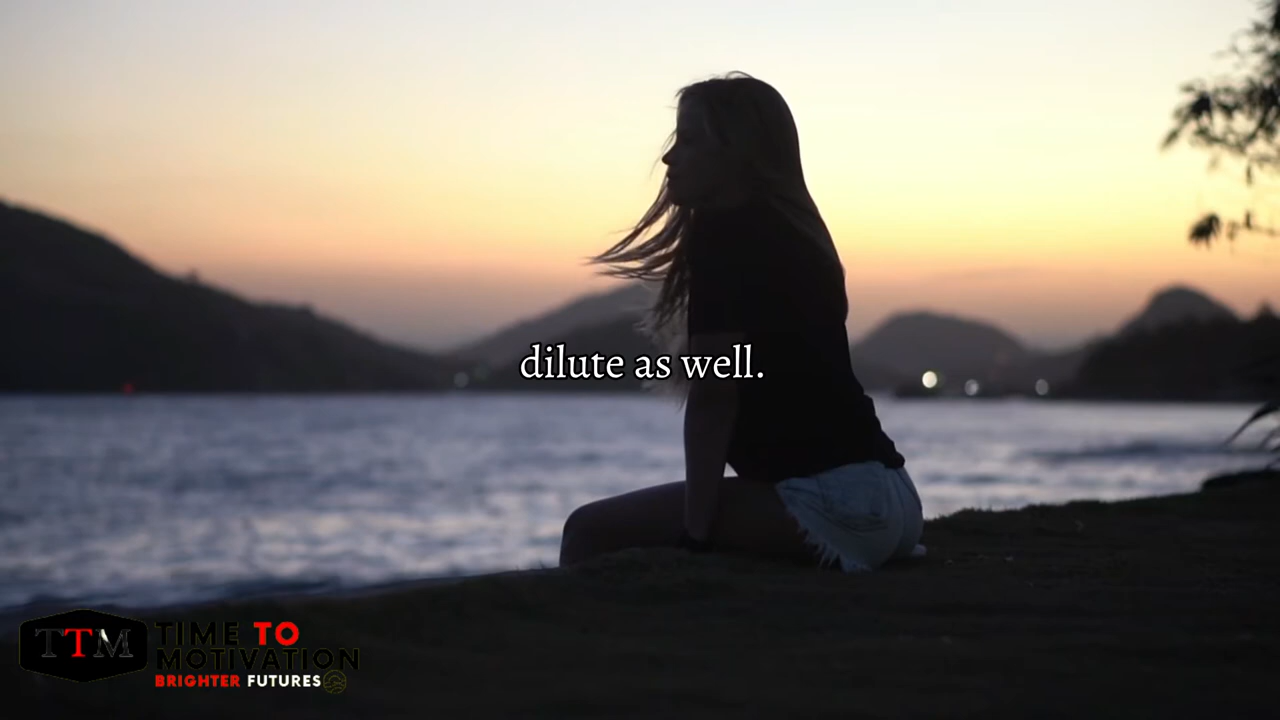 dilute as well.
TTM
TIME TO
MOTIVATION
BRIGHTER FUTURES